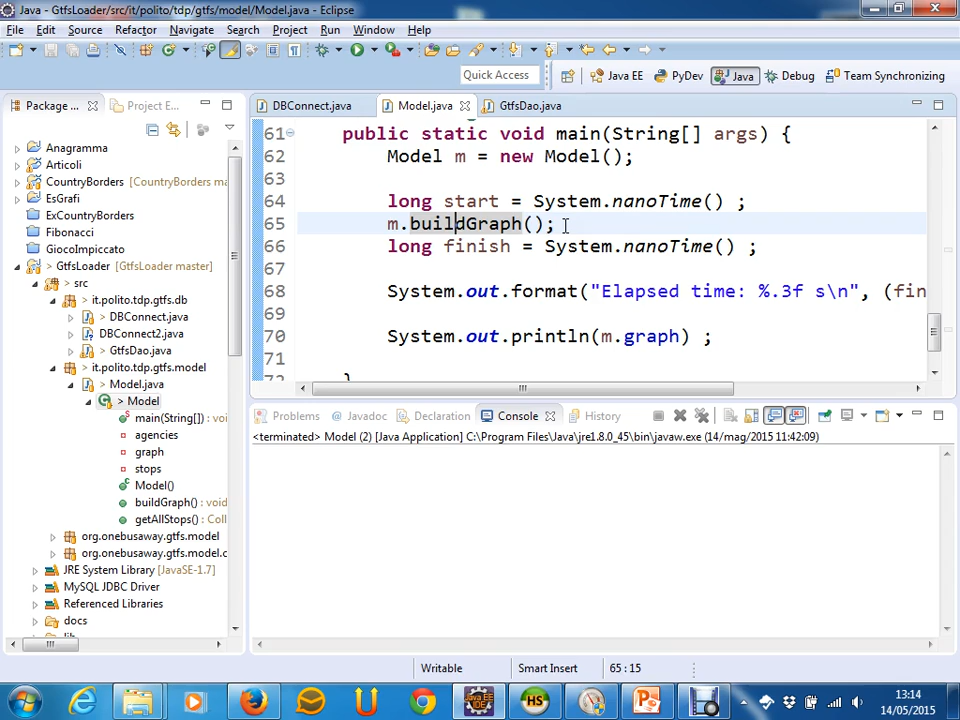 Java - GtfsLoader/src/it/polito/tdp/gtfs/model/Model.java - Eclipse
File Edit Source Refactor Navigate Search Project Run Window Help
Quick Access Java EE PyDev Java Debug Team Synchronizing
Package ... Project E...
DBConnect.java Model.java GtfsDao.java
Anagramma
Articoli
CountryBorders [CountryBorders ma
EsGrafi
ExCountryBorders
Fibonacci
GiocoImpiccato
> GtfsLoader [GtfsLoader master]
> src
it.polito.tdp.gtfs.db
DBConnect.java
DBConnect2.java
GtfsDao.java
> it.polito.tdp.gtfs.model
> Model.java
> Model
main(String[]) : voi
agencies
graph
stops
Model()
buildGraph() : void
getAllStops() : Coll
org.onebusaway.gtfs.model
org.onebusaway.gtfs.model.c
JRE System Library [JavaSE-1.7]
MySQL JDBC Driver
Referenced Libraries
docs
lib
61 public static void main(String[] args) {
62 Model m = new Model();
63
64 long start = System.nanoTime() ;
65 m.buildGraph();
66 long finish = System.nanoTime() ;
67
68 System.out.format("Elapsed time: %.3f s\n", (fin
69
70 System.out.println(m.graph) ;
71
72 }
Problems Javadoc Declaration Console History
<terminated> Model (2) [Java Application] C:\Program Files\Java\jre1.8.0_45\bin\javaw.exe (14/mag/2015 11:42:09)
Writable Smart Insert 65 : 15
Java EE
IDE
HS
13:14
14/05/2015